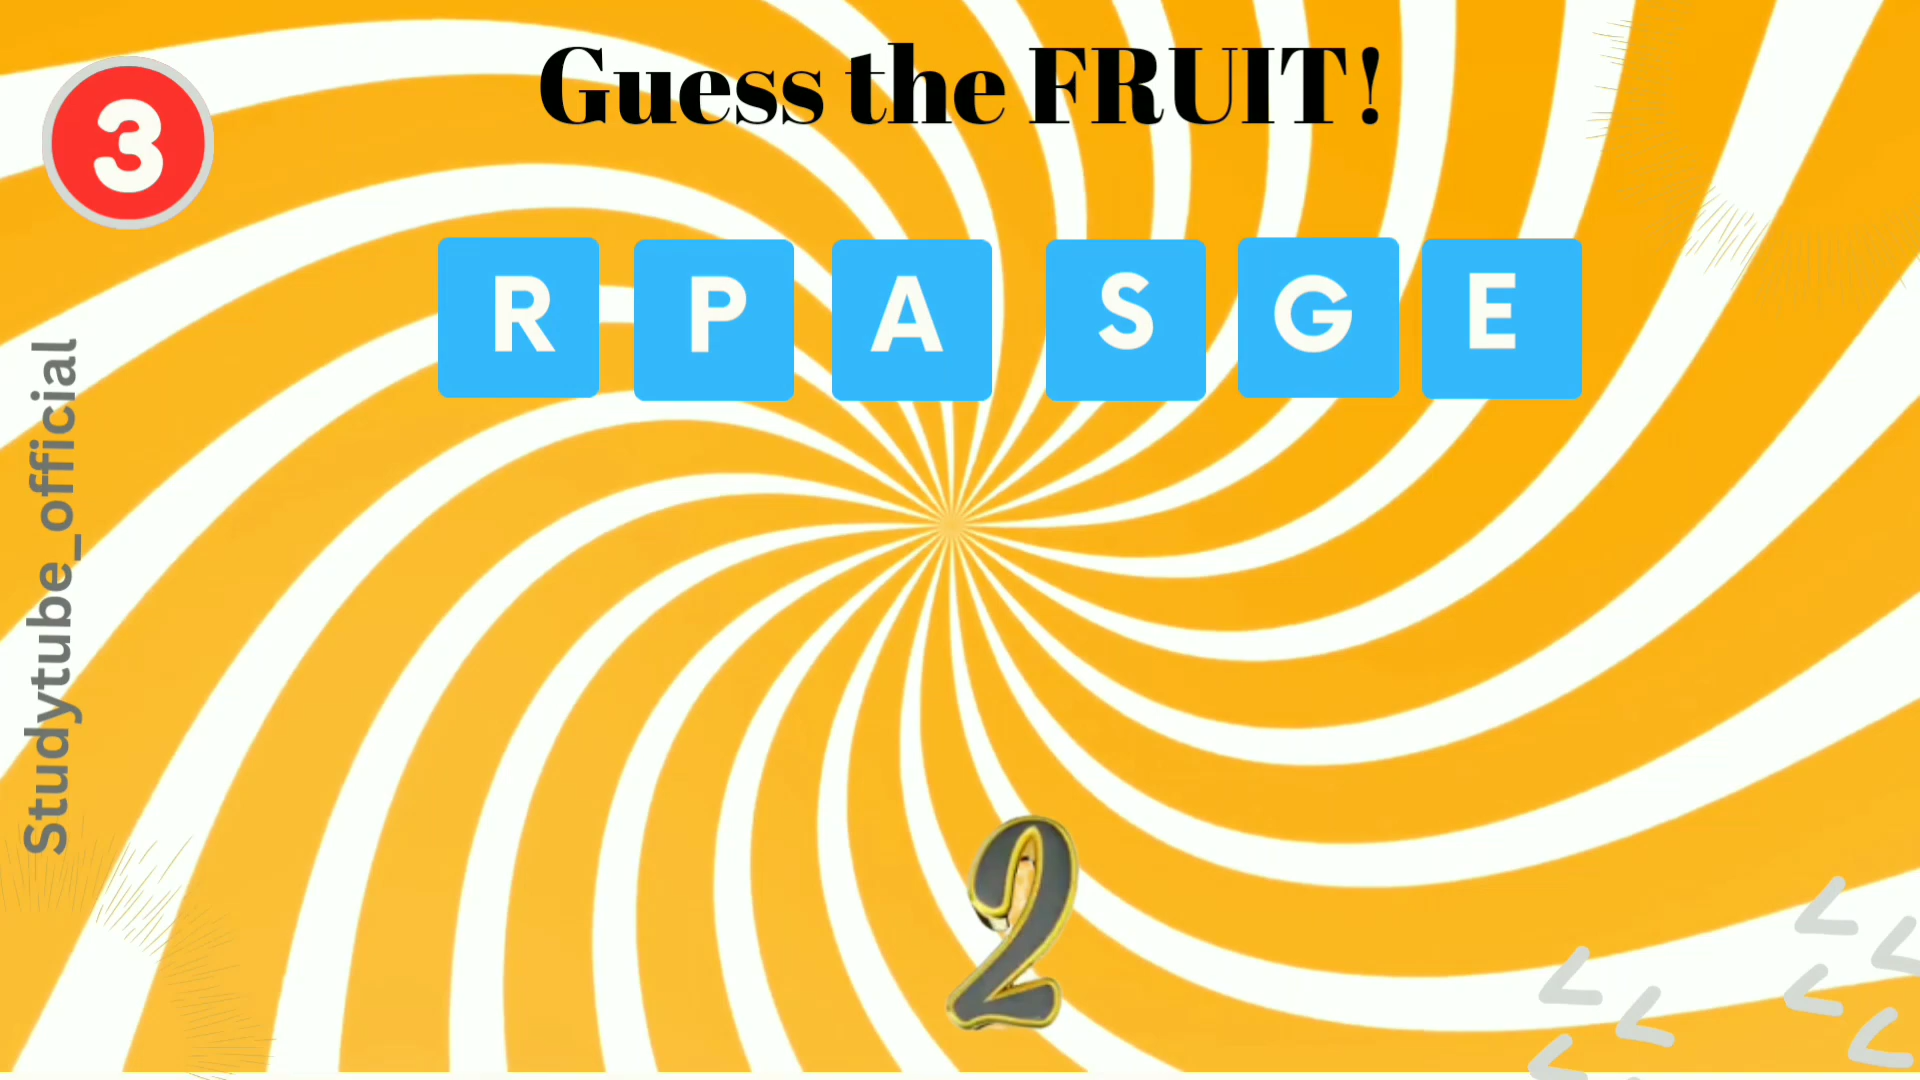 Guess the FRUIT!
3
R P A S G E
Studytube_official
2